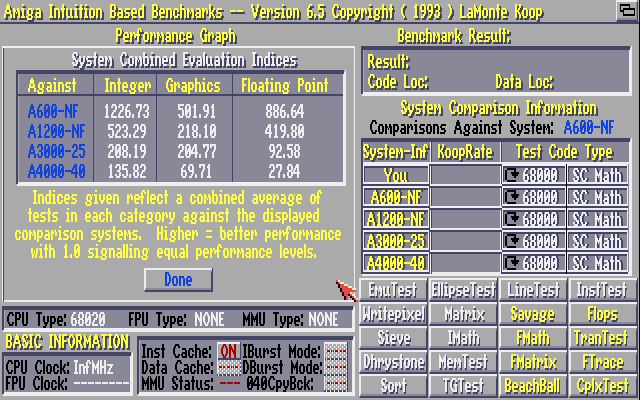 Amiga Intuition Based Benchmarks -- Version 6.5 Copyright ( 1993 ) LaMonte Koop
Performance Graph
System Combined Evaluation Indices
Against Integer Graphics Floating Point
A600-NF 1226.73 501.91 886.64
A1200-NF 523.29 218.10 419.80
A3000-25 208.19 204.77 92.58
A4000-40 135.82 69.71 27.84
Indices given reflect a combined average of
tests in each category against the displayed
comparison systems. Higher = better performance
with 1.0 signalling equal performance levels.
Done
CPU Type: 68020 FPU Type: NONE MMU Type: NONE
BASIC INFORMATION
CPU Clock: InfMHz
FPU Clock: --------
Inst Cache: ON IBurst Mode: ---
Data Cache: --- DBurst Mode: ---
MMU Status: --- 040CpyBck: ---
Benchmark Result:
Result:
Code Loc: Data Loc:
System Comparison Information
Comparisons Against System: A600-NF
System-Inf KoopRate Test Code Type
You 68000 SC Math
A600-NF 68000 SC Math
A1200-NF 68000 SC Math
A3000-25 68000 SC Math
A4000-40 68000 SC Math
EmuTest EllipseTest LineTest InstTest
Writepixel Matrix Savage Flops
Sieve IMath FMath TranTest
Dhrystone MemTest FMatrix FTrace
Sort TGTest BeachBall CplxTest